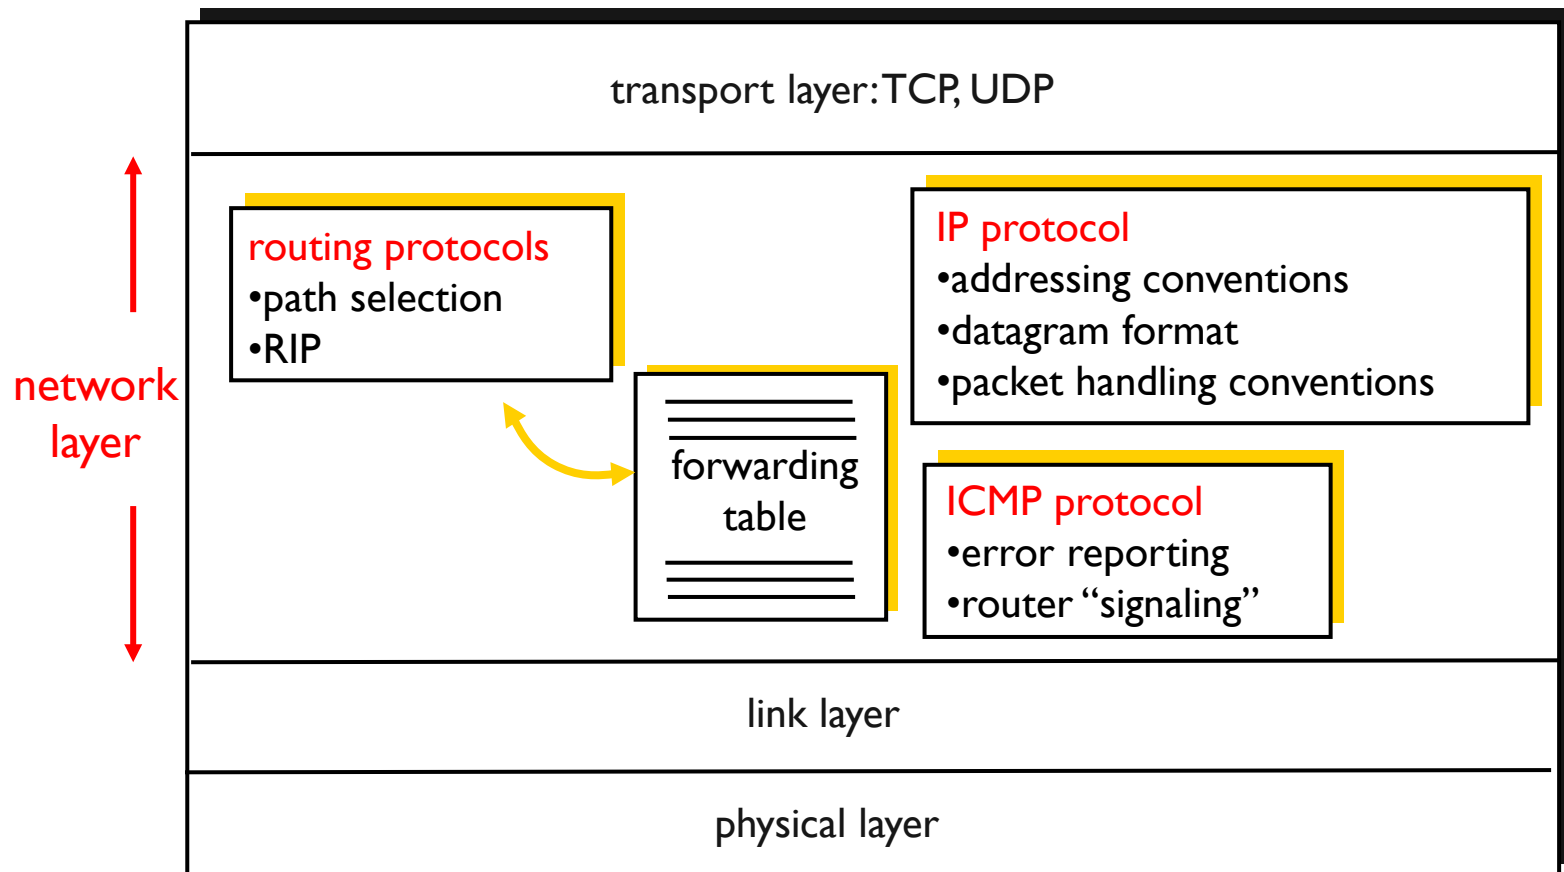 transport layer: TCP, UDP
network
layer
routing protocols
•path selection
•RIP
forwarding
table
IP protocol
•addressing conventions
•datagram format
•packet handling conventions
ICMP protocol
•error reporting
•router “signaling”
link layer
physical layer